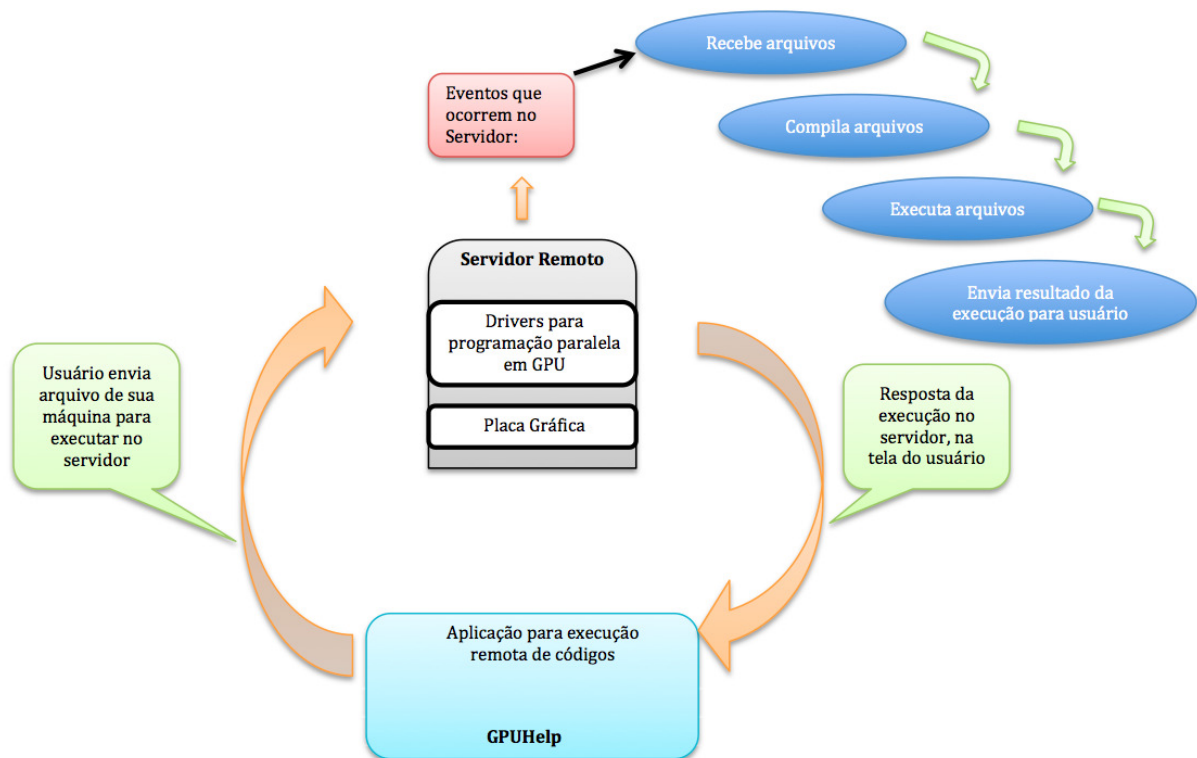 Recebe arquivos
Eventos que
ocorrem no
Servidor:
Compila arquivos
Executa arquivos
Envia resultado da
execução para usuário
Servidor Remoto
Drivers para
programação paralela
em GPU
Placa Gráfica
Usuário envia
arquivo de sua
máquina para
executar no
servidor
Resposta da
execução no
servidor, na
tela do usuário
Aplicação para execução
remota de códigos
GPUHelp